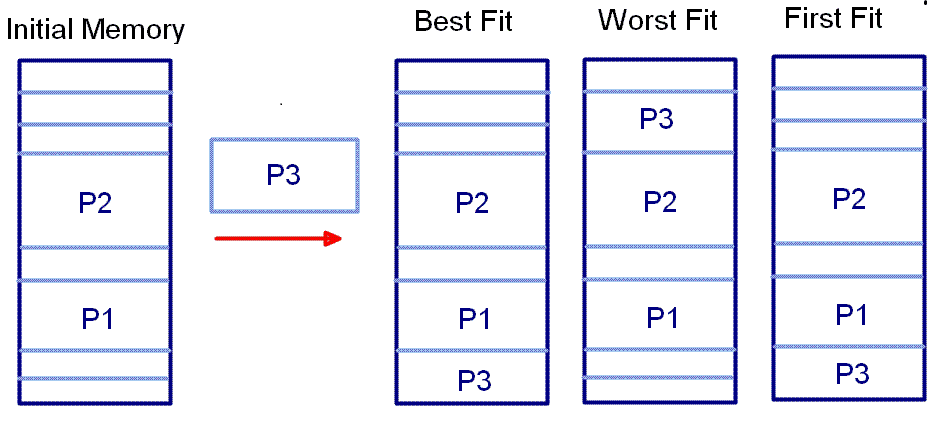 Initial Memory
Best Fit
Worst Fit
First Fit
P2
P1
P3
P2
P1
P3
P3
P2
P1
P2
P1
P3